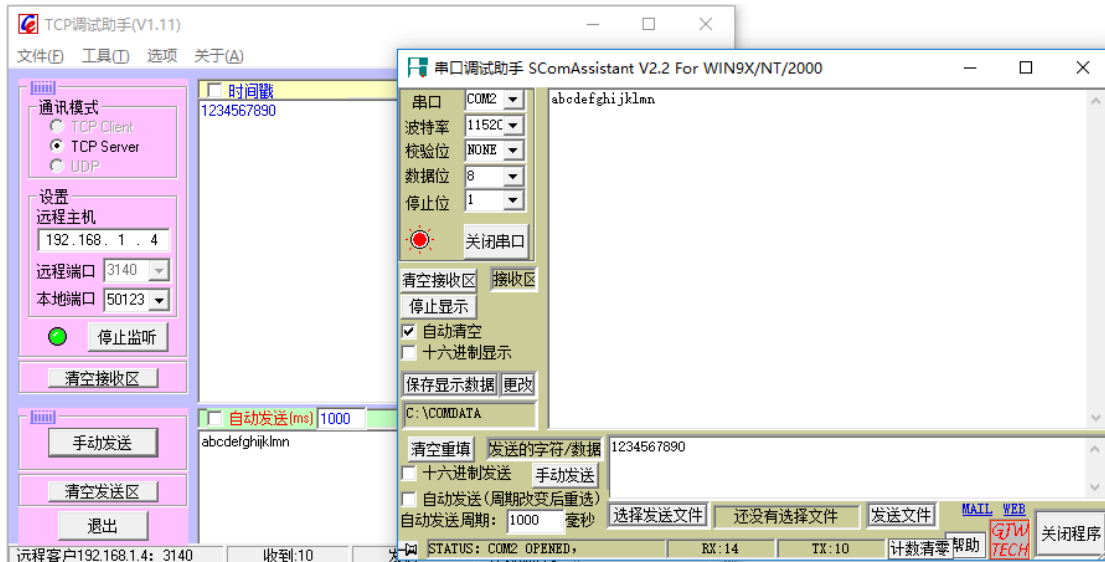 TCP调试助手(V1.11)
文件(F) 工具(T) 选项 关于(A)
通讯模式
TCP Client
TCP Server
UDP
设置
远程主机
192.168. 1 . 4
远程端口 3140
本地端口 50123
停止监听
清空接收区
手动发送
清空发送区
退出
时间戳
1234567890
自动发送(ms) 1000
abcdefghijklmn
远程客户192.168.1.4: 3140
收到:10
串口调试助手 SComAssistant V2.2 For WIN9X/NT/2000
串口 COM2
波特率 1152
校验位 NONE
数据位 8
停止位 1
关闭串口
清空接收区 接收区
停止显示
自动清空
十六进制显示
保存显示数据 更改
C:\COMDATA
abcdefghijklmn
清空重填 发送的字符/数据
1234567890
十六进制发送 手动发送
自动发送(周期改变后重选)
自动发送周期: 1000 毫秒
选择发送文件 还没有选择文件 发送文件
MAIL WEB
GJW
TECH
关闭程序
STATUS: COM2 OPENED, RX:14 TX:10 计数清零 帮助